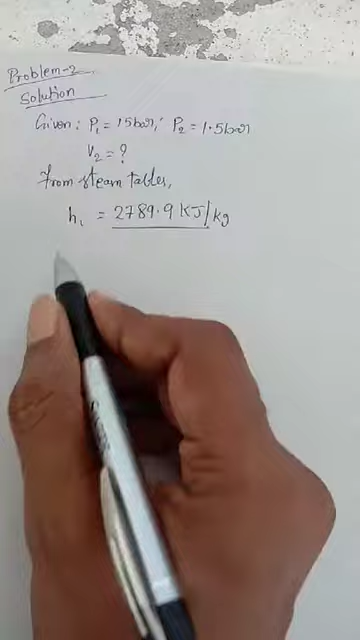 Problem-2
Solution
Given: P₁ = 15bar, P₂ = 1.5bar
V₂ = ?
From steam tables,
h₁ = 2789.9 KJ/kg